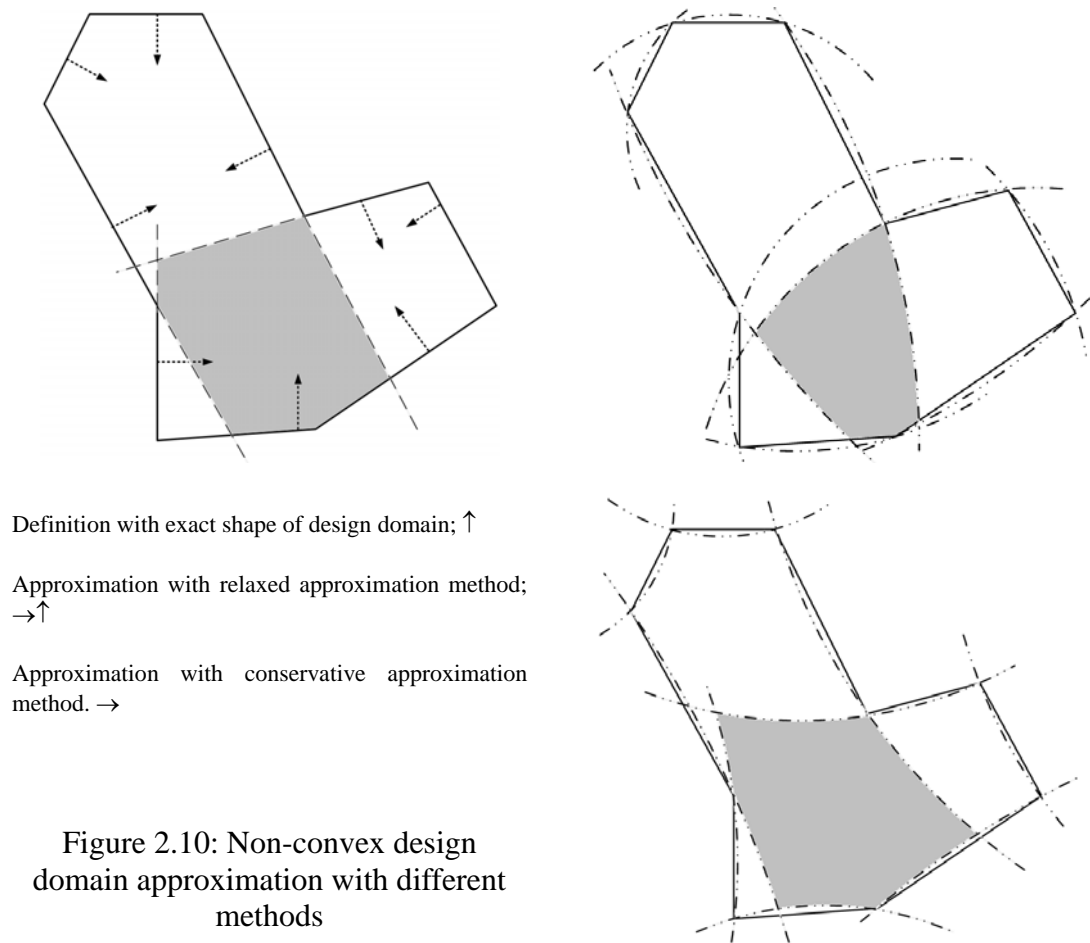 Definition with exact shape of design domain; ↑
Approximation with relaxed approximation method;
→↑
Approximation with conservative approximation
method. →
Figure 2.10: Non-convex design
domain approximation with different
methods